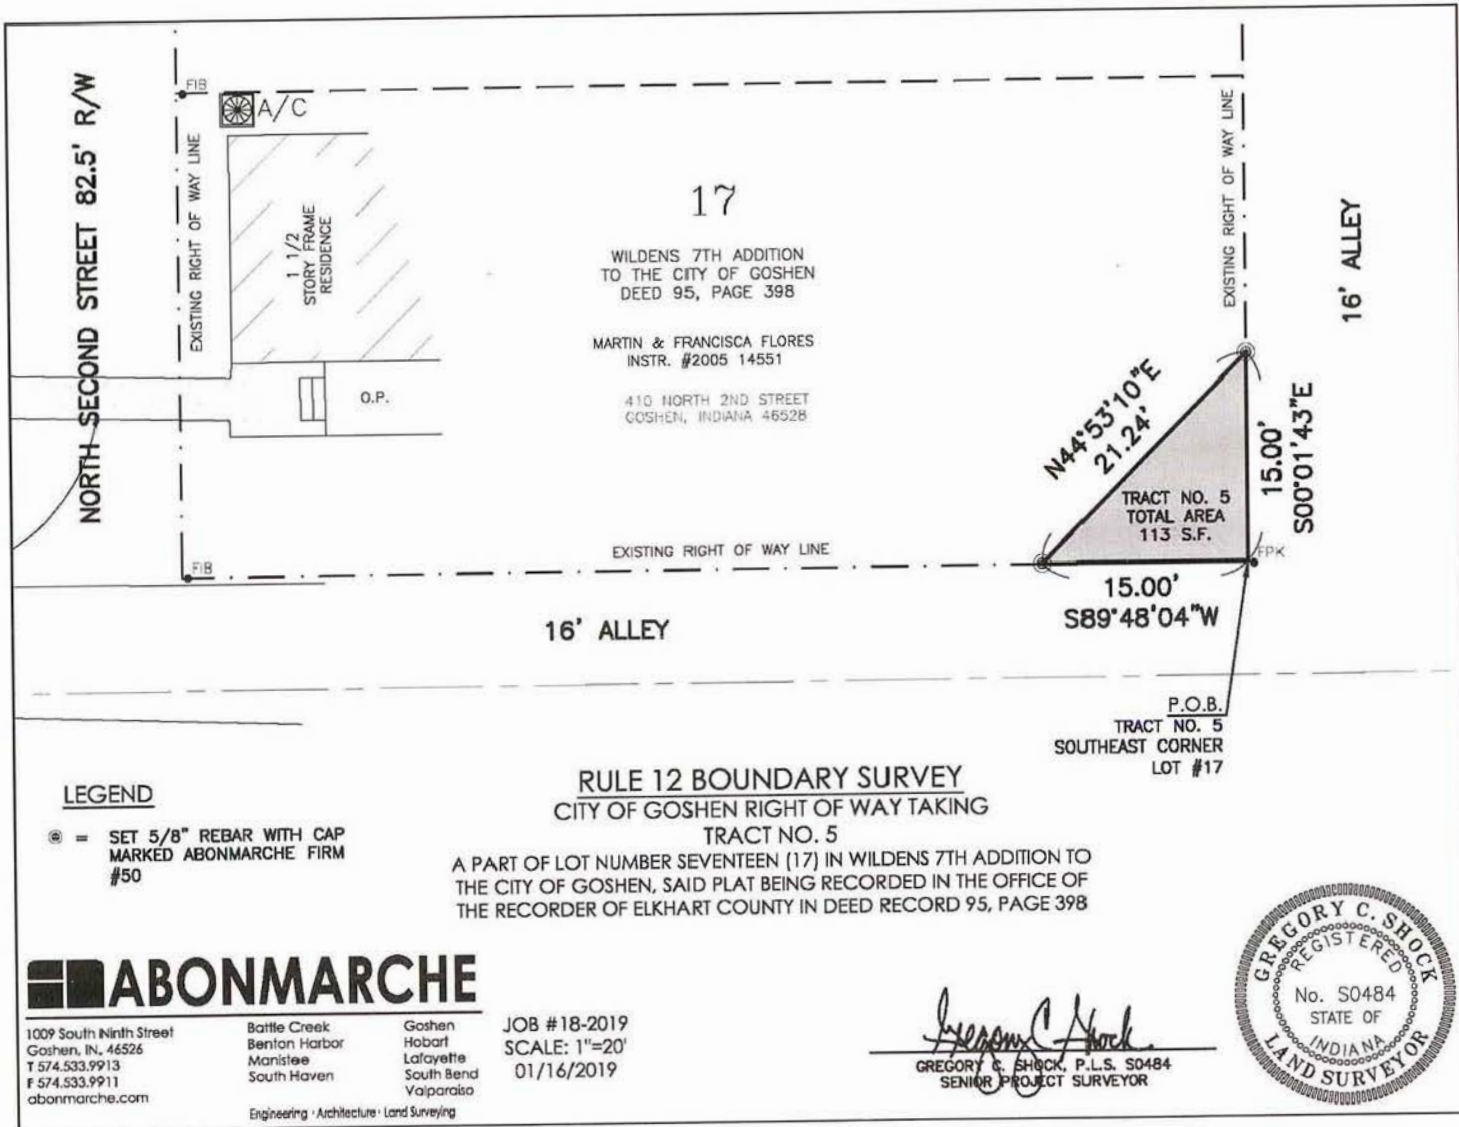 NORTH SECOND STREET 82.5' R/W
FIB
A/C
EXISTING RIGHT OF WAY LINE
1 1/2
STORY FRAME
RESIDENCE
O.P.
17
WILDENS 7TH ADDITION
TO THE CITY OF GOSHEN
DEED 95, PAGE 398
MARTIN & FRANCISCA FLORES
INSTR. #2005 14551
410 NORTH 2ND STREET
GOSHEN, INDIANA 46528
EXISTING RIGHT OF WAY LINE
16' ALLEY
N44°53'10"E
21.24'
TRACT NO. 5
TOTAL AREA
113 S.F.
15.00'
S00°01'43"E
FPK
EXISTING RIGHT OF WAY LINE
FIB
15.00'
S89°48'04"W
16' ALLEY
P.O.B.
TRACT NO. 5
SOUTHEAST CORNER
LOT #17
LEGEND
= SET 5/8" REBAR WITH CAP
MARKED ABONMARCHE FIRM
#50
RULE 12 BOUNDARY SURVEY
CITY OF GOSHEN RIGHT OF WAY TAKING
TRACT NO. 5
A PART OF LOT NUMBER SEVENTEEN (17) IN WILDENS 7TH ADDITION TO
THE CITY OF GOSHEN, SAID PLAT BEING RECORDED IN THE OFFICE OF
THE RECORDER OF ELKHART COUNTY IN DEED RECORD 95, PAGE 398
ABONMARCHE
1009 South Ninth Street
Goshen, IN. 46526
T 574.533.9913
F 574.533.9911
abonmarche.com
Battle Creek
Benton Harbor
Manistee
South Haven
Goshen
Hobart
Lafayette
South Bend
Valparaiso
Engineering · Architecture · Land Surveying
JOB #18-2019
SCALE: 1"=20'
01/16/2019
Gregory C Shock
GREGORY C. SHOCK, P.L.S. S0484
SENIOR PROJECT SURVEYOR
GREGORY C. SHOCK
REGISTERED
No. S0484
STATE OF
INDIANA
LAND SURVEYOR